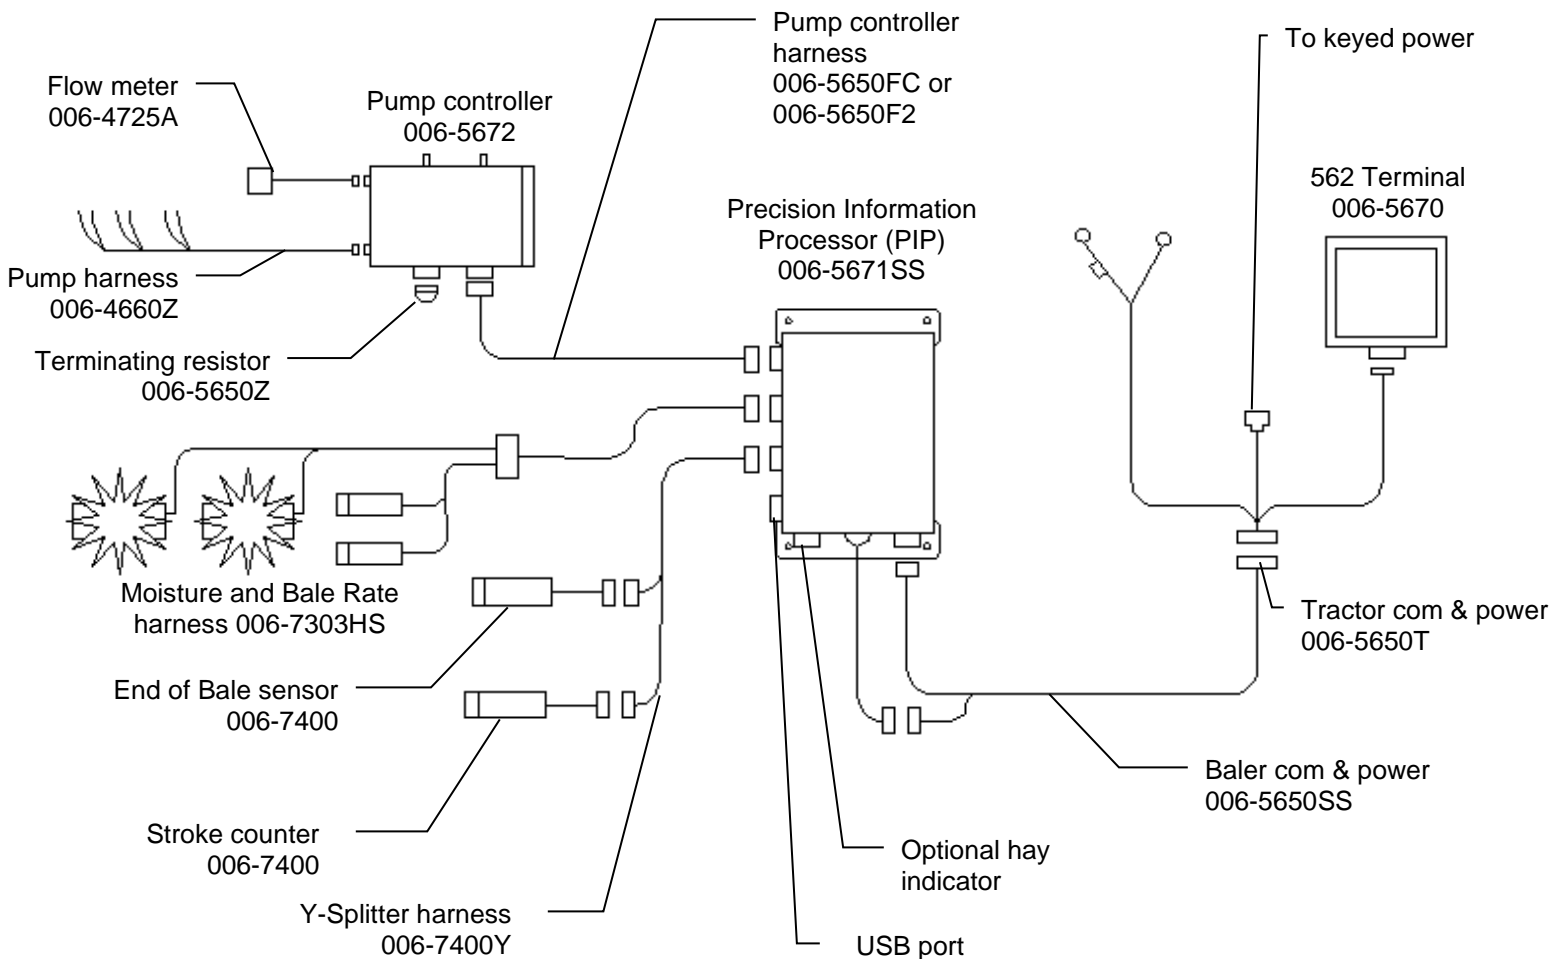 Pump controller
harness
006-5650FC or
006-5650F2
To keyed power
Flow meter
006-4725A
Pump controller
006-5672
562 Terminal
006-5670
Precision Information
Processor (PIP)
006-5671SS
Pump harness
006-4660Z
Terminating resistor
006-5650Z
Moisture and Bale Rate
harness 006-7303HS
Tractor com & power
006-5650T
End of Bale sensor
006-7400
Baler com & power
006-5650SS
Stroke counter
006-7400
Optional hay
indicator
Y-Splitter harness
006-7400Y
USB port